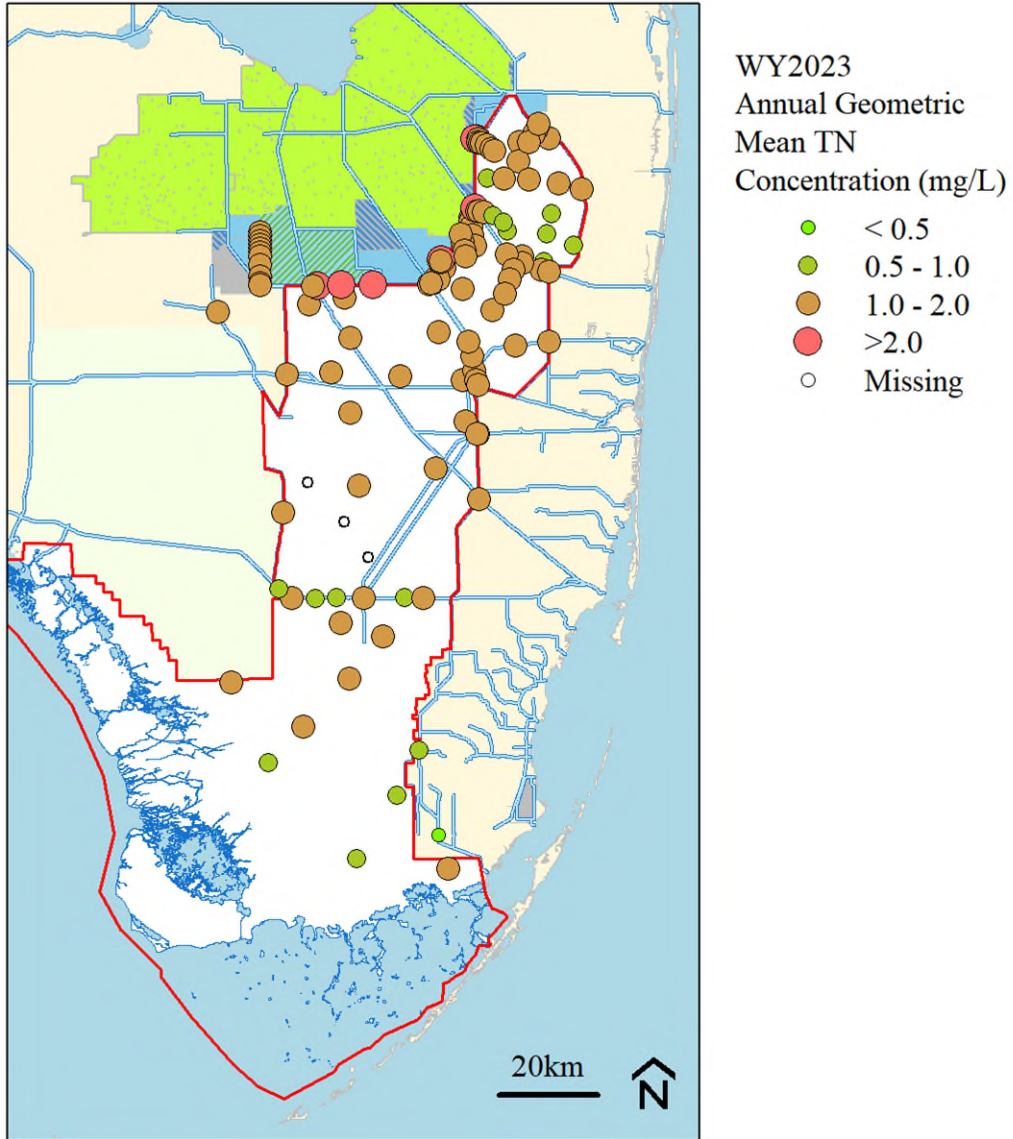 WY2023
Annual Geometric
Mean TN
Concentration (mg/L)
< 0.5
0.5 - 1.0
1.0 - 2.0
>2.0
Missing
20km
N